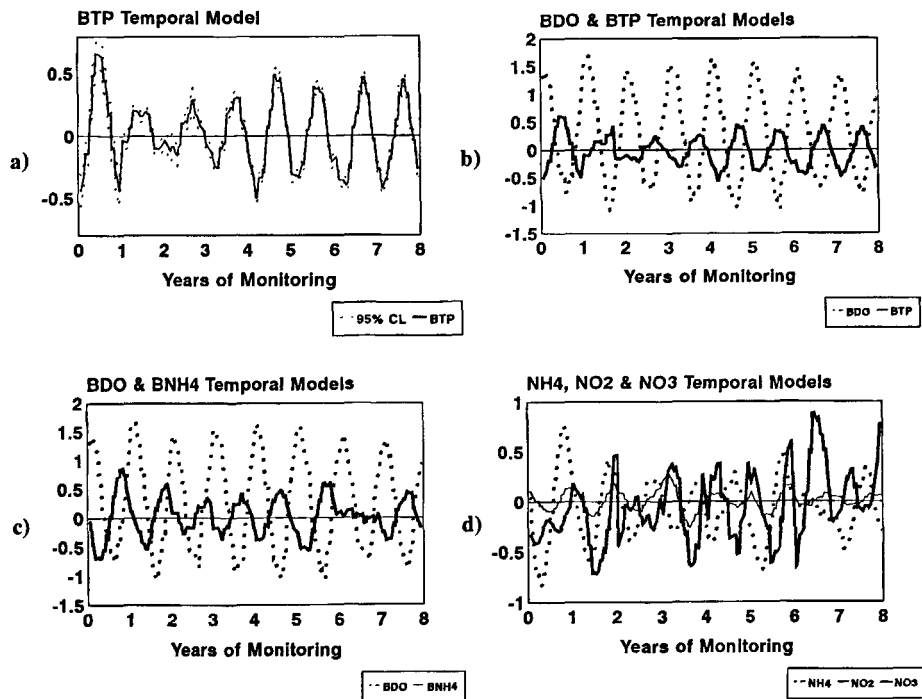 BTP Temporal Model
0.5
0
-0.5
a)
0 1 2 3 4 5 6 7 8
Years of Monitoring
95% CL BTP
BDO & BTP Temporal Models
2
1.5
1
0.5
0
-0.5
-1
-1.5
b)
0 1 2 3 4 5 6 7 8
Years of Monitoring
BDO BTP
BDO & BNH4 Temporal Models
2
1.5
1
0.5
0
-0.5
-1
-1.5
c)
0 1 2 3 4 5 6 7 8
Years of Monitoring
BDO BNH4
NH4, NO2 & NO3 Temporal Models
1
0.5
0
-0.5
-1
d)
0 1 2 3 4 5 6 7 8
Years of Monitoring
NH4 NO2 NO3